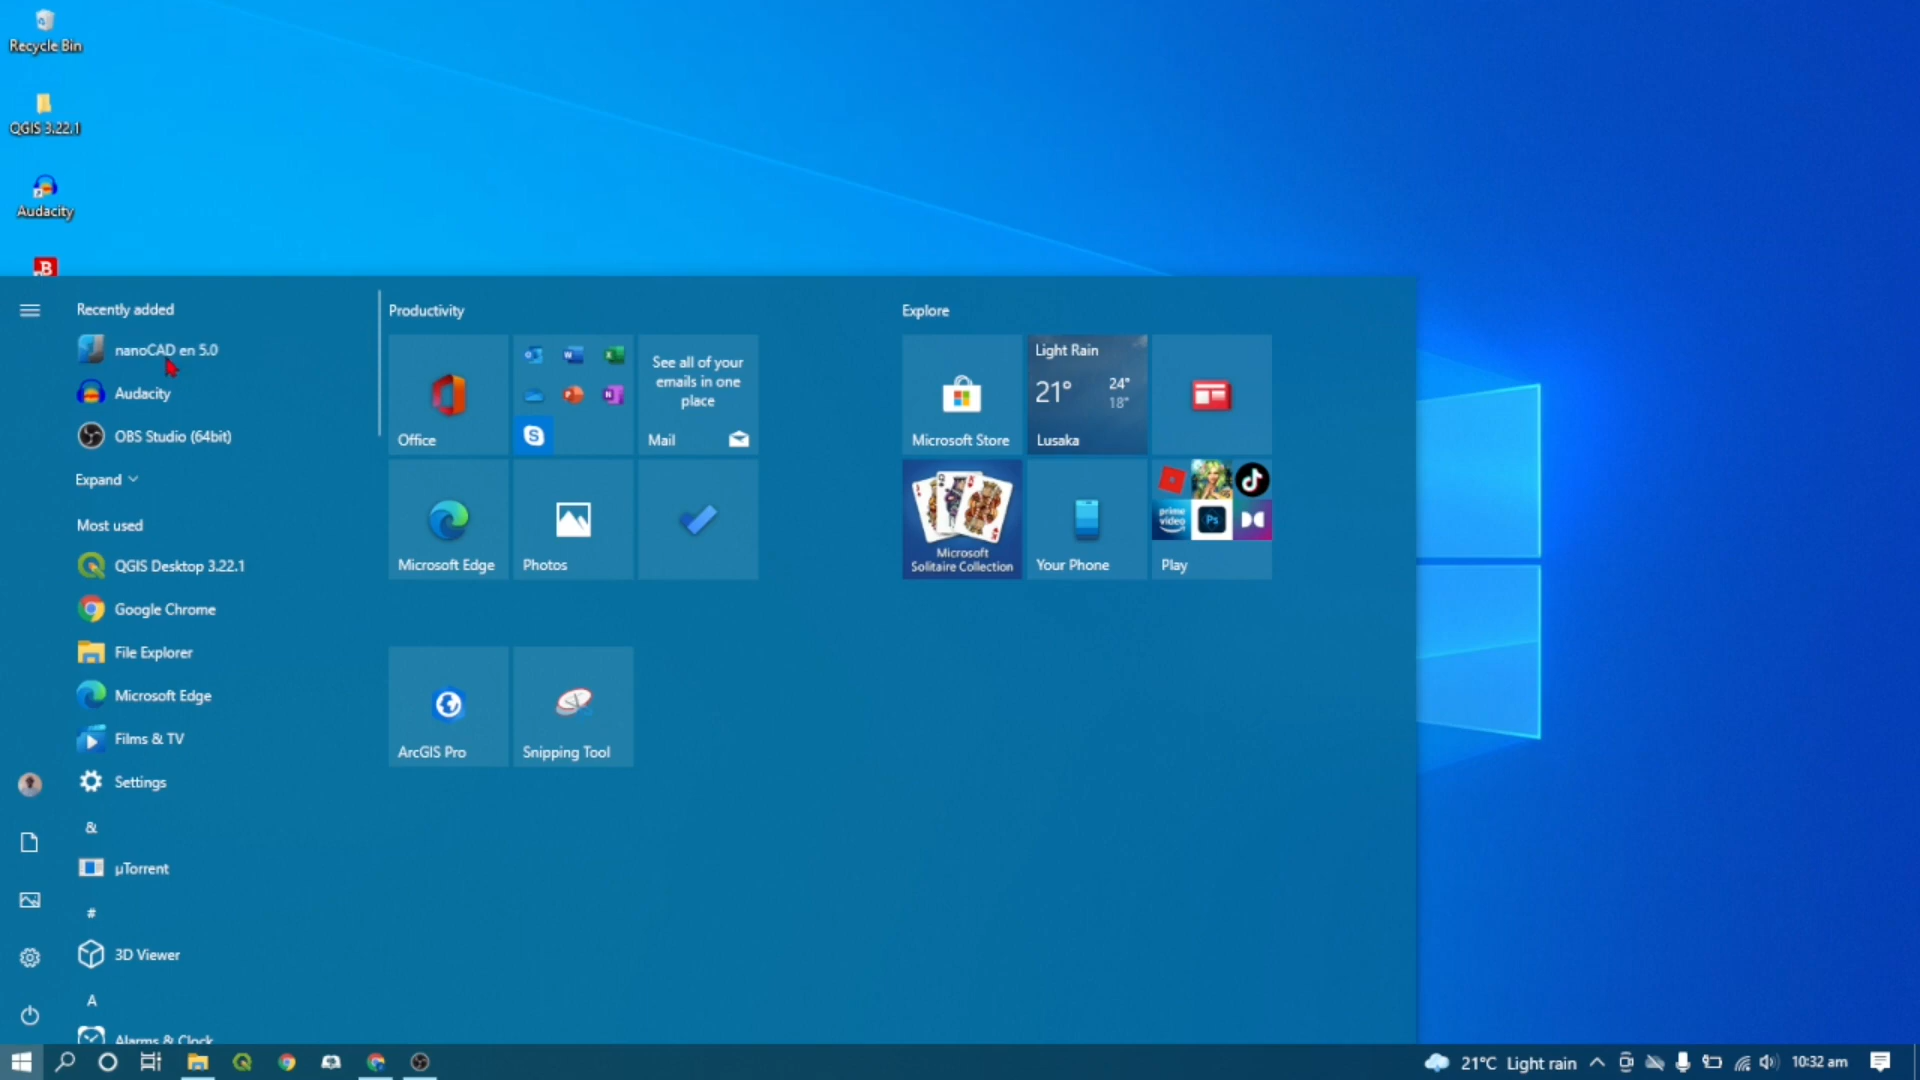 Recycle Bin
QGIS 3.22.1
Audacity
B
Recently added
nanoCAD en 5.0
Audacity
OBS Studio (64bit)
Expand
Most used
QGIS Desktop 3.22.1
Google Chrome
File Explorer
Microsoft Edge
Films & TV
Settings
&
µTorrent
#
3D Viewer
A
Alarms & Clock
Productivity
Office
See all of your
emails in one
place
Mail
Microsoft Edge
Photos
ArcGIS Pro
Snipping Tool
Explore
Microsoft Store
Light Rain
21°
24°
18°
Lusaka
Microsoft
Solitaire Collection
Your Phone
prime
video
Ps
Play
21°C Light rain
10:32 am